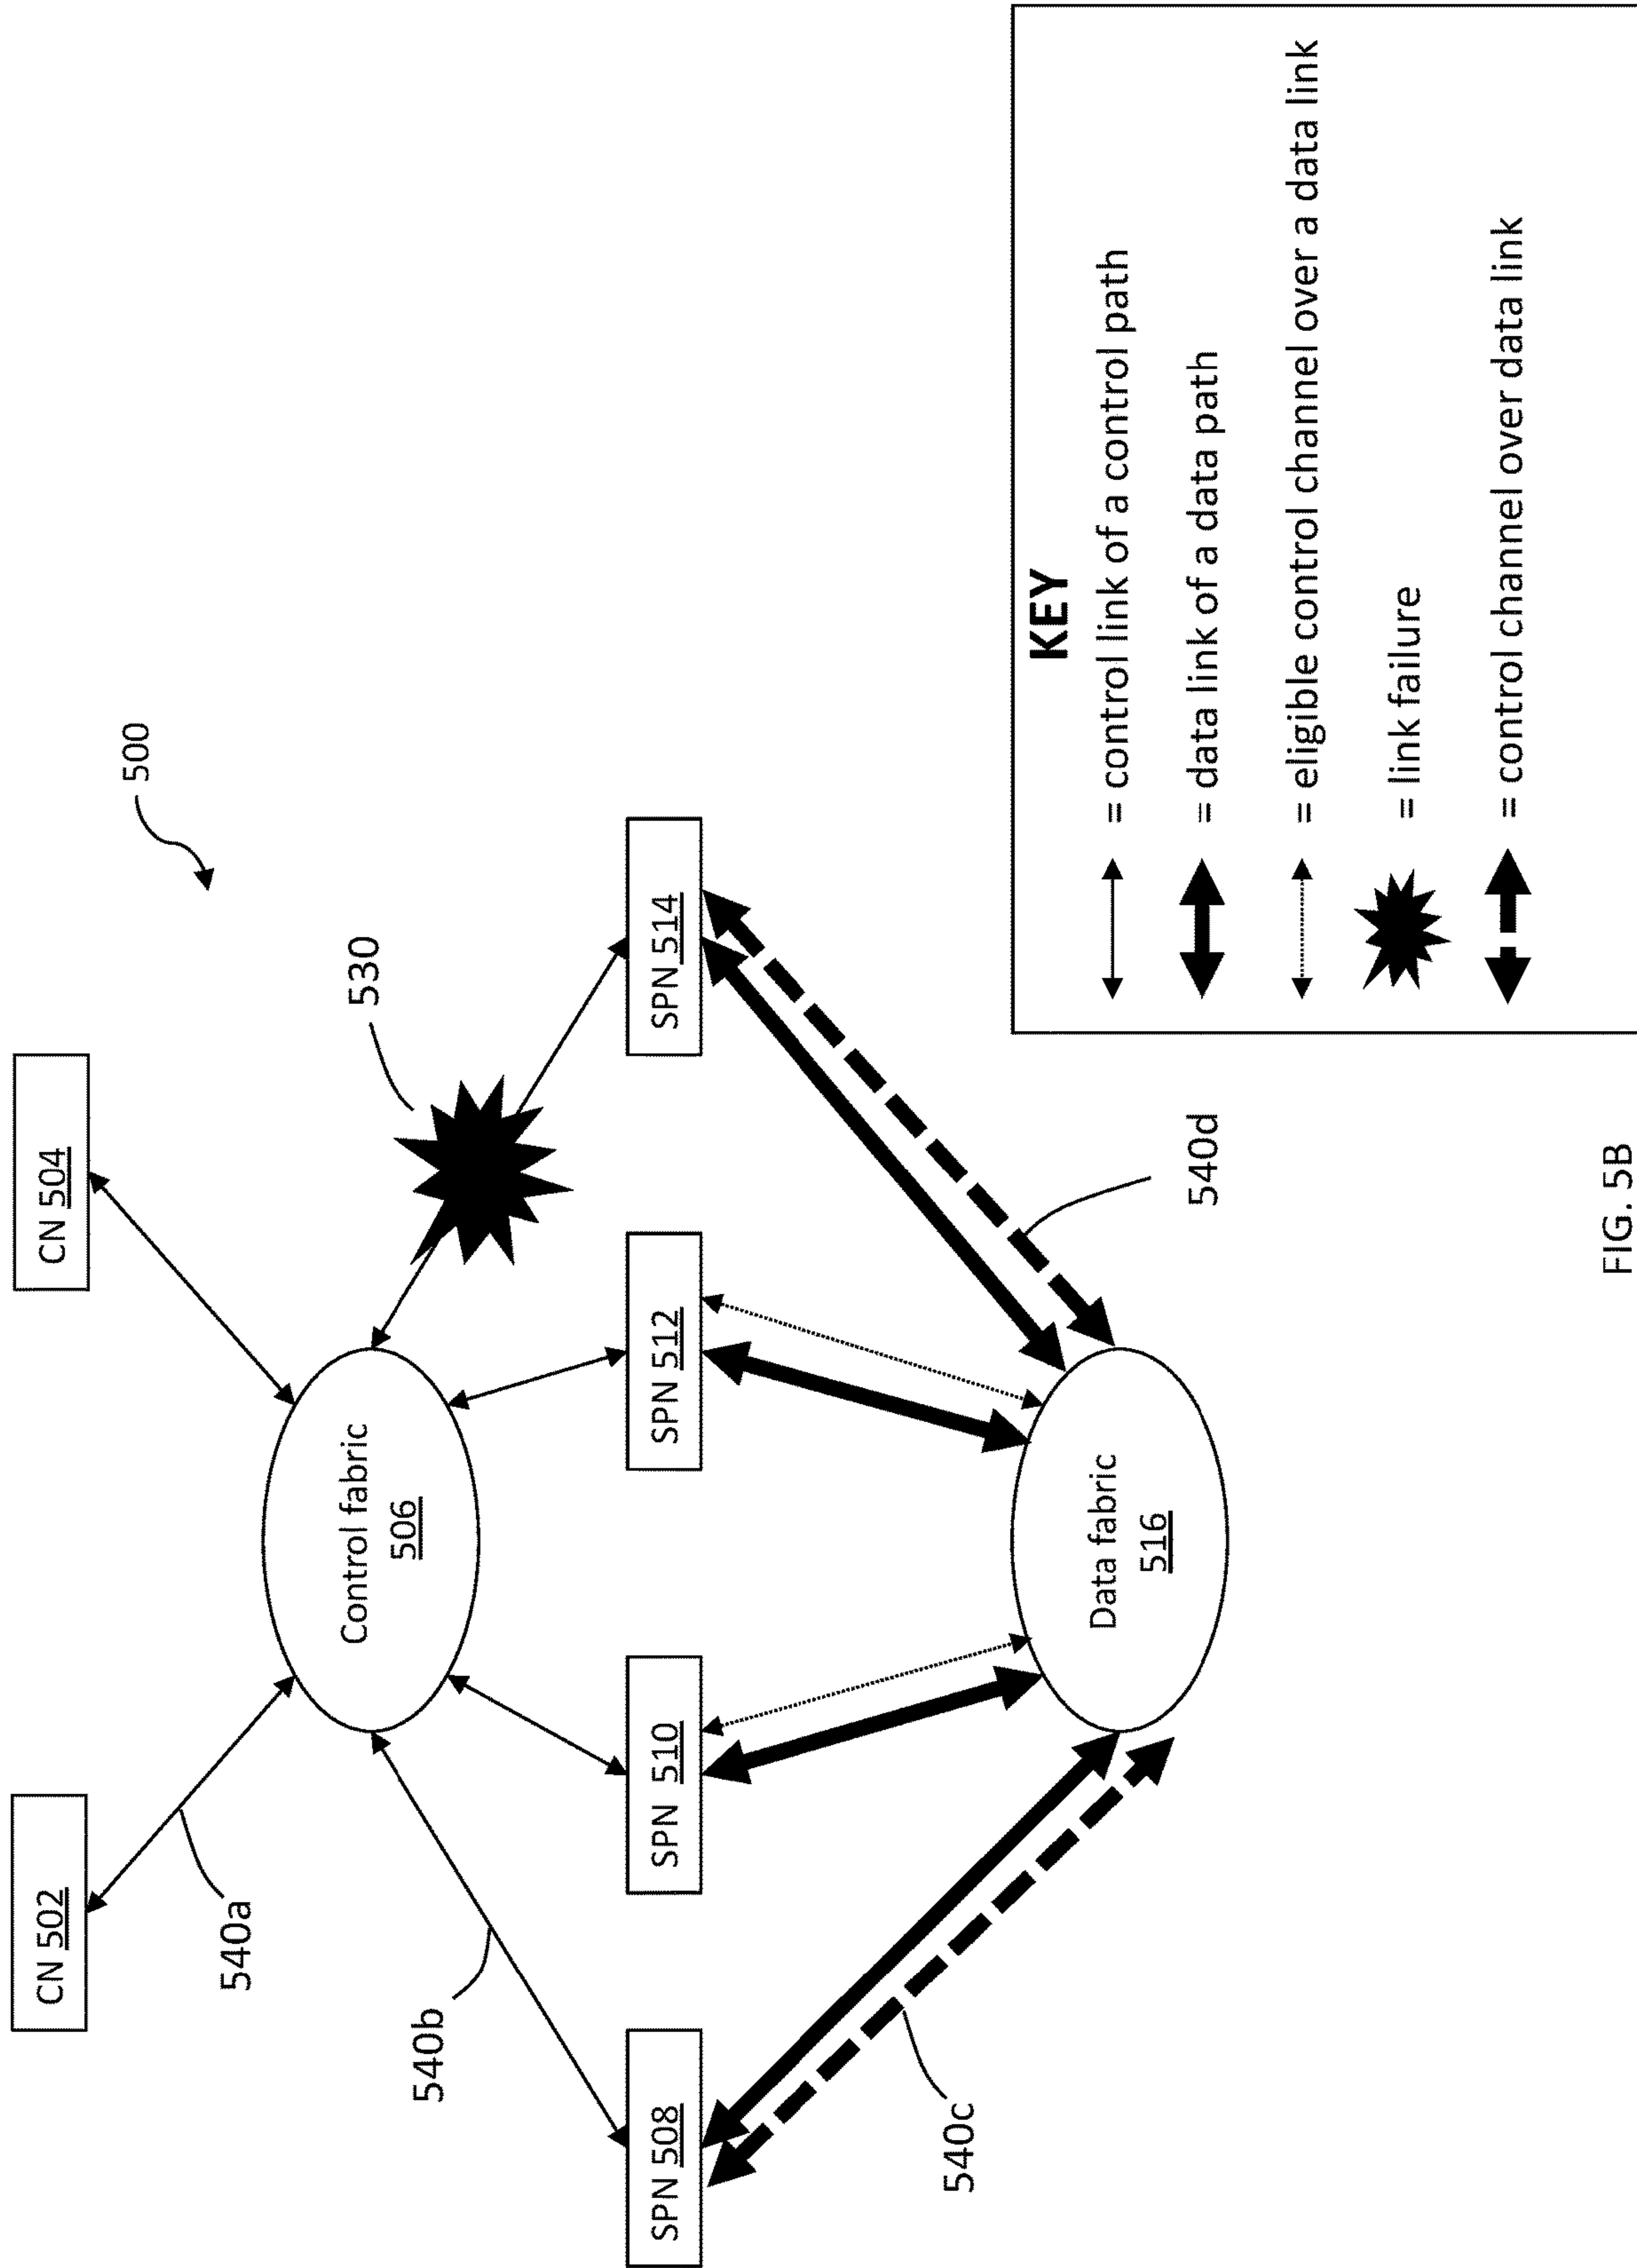 500
CN 502
CN 504
540a
530
Control fabric
506
540b
SPN 508
SPN 510
SPN 512
SPN 514
540c
540d
Data fabric
516
KEY
= control link of a control path
= data link of a data path
= eligible control channel over a data link
= link failure
= control channel over data link
FIG. 5B